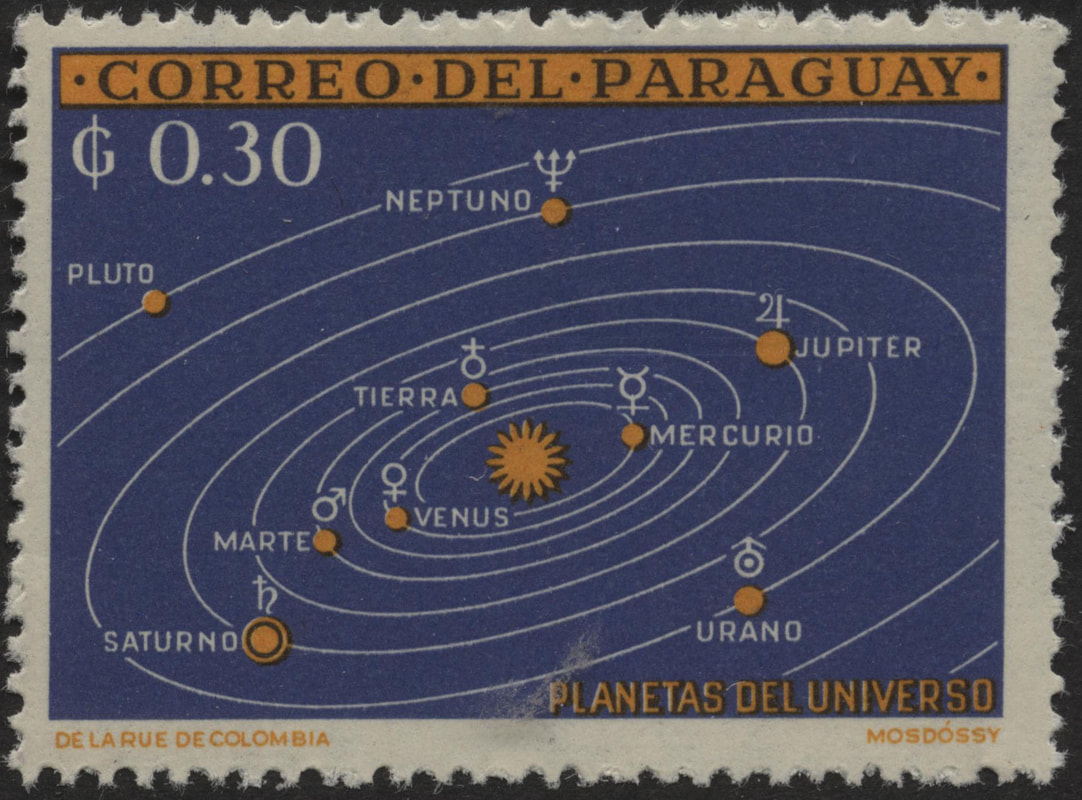 ·CORREO·DEL·PARAGUAY·
₲ 0.30
NEPTUNO
PLUTO
JUPITER
TIERRA
MERCURIO
VENUS
MARTE
SATURNO
URANO
PLANETAS DEL UNIVERSO
DE LA RUE DE COLOMBIA
MOSDÓSSY